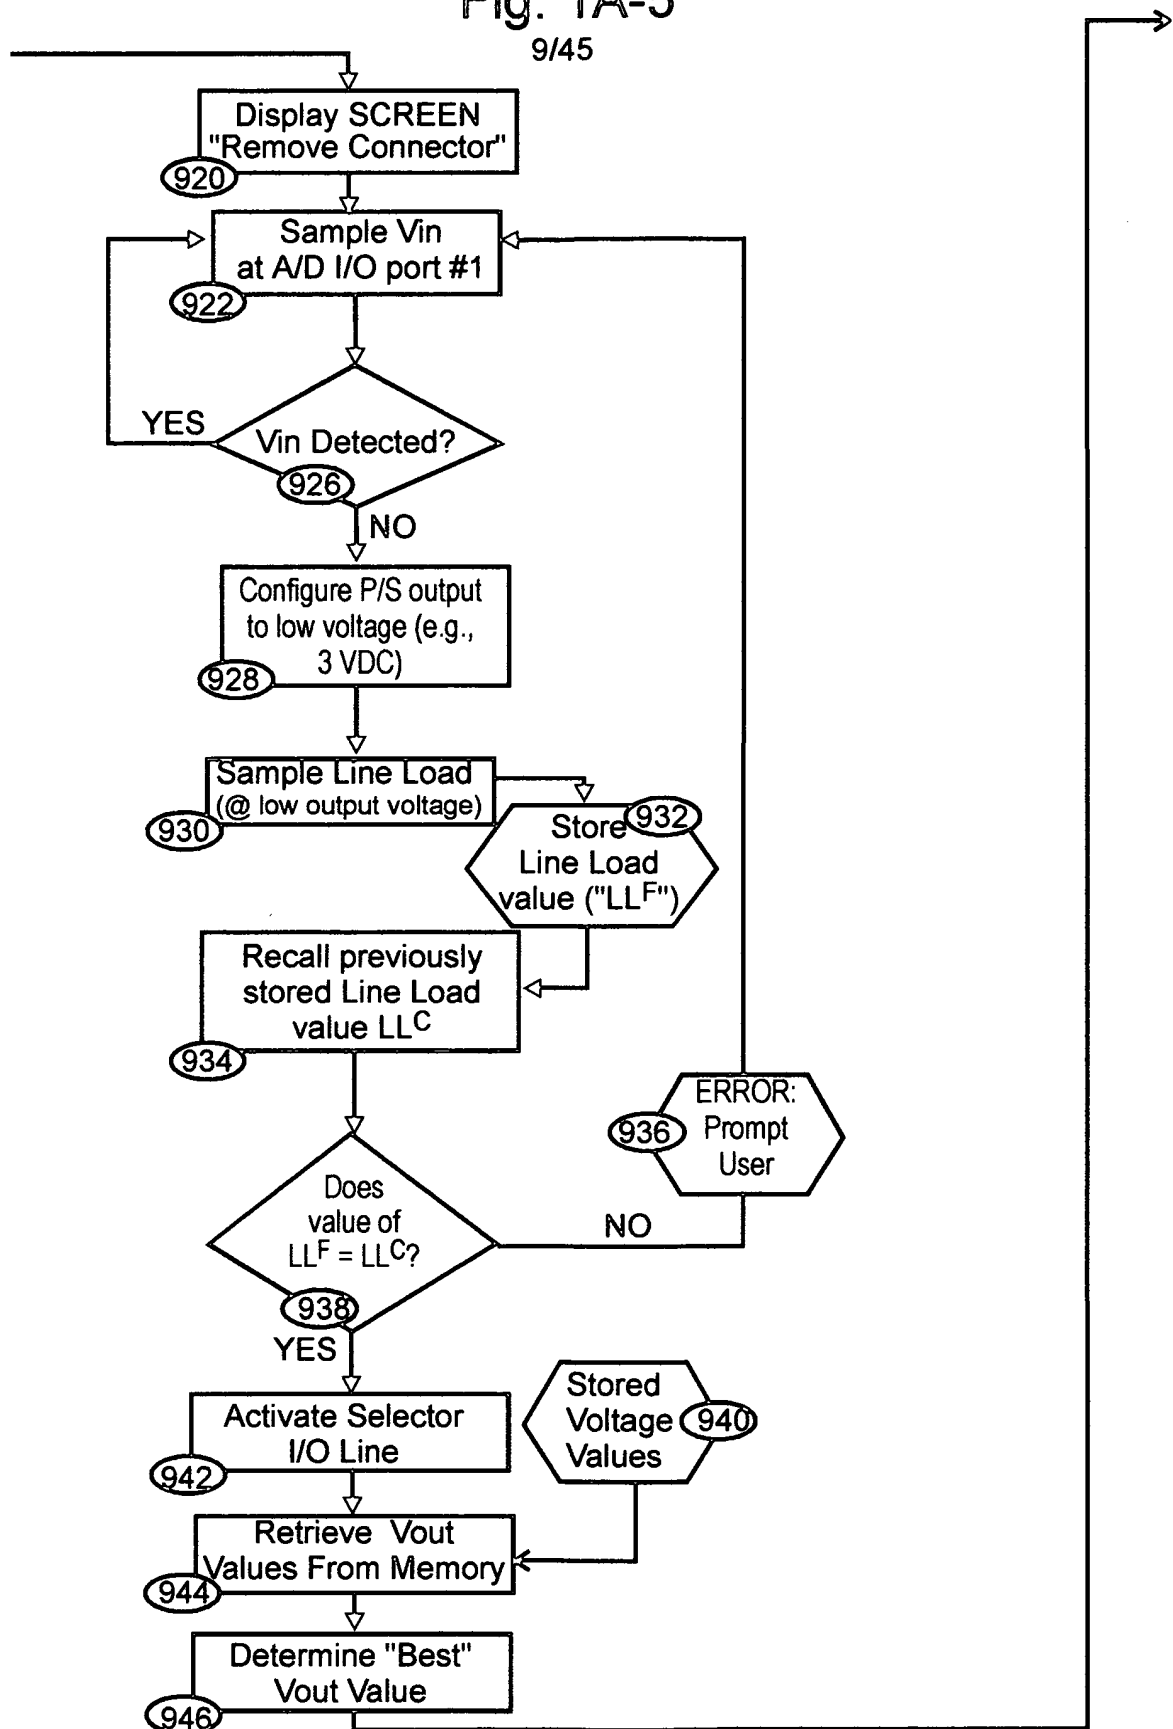 Fig. 1A-5
9/45
Display SCREEN
"Remove Connector"
920
Sample Vin
at A/D I/O port #1
922
YES
Vin Detected?
926
NO
Configure P/S output
to low voltage (e.g.,
3 VDC)
928
Sample Line Load
(@ low output voltage)
930
932
Store
Line Load
value ("LLF")
Recall previously
stored Line Load
value LLC
934
ERROR:
Prompt
User
936
Does
value of
LLF = LLC?
938
NO
YES
Stored
Voltage
Values
940
Activate Selector
I/O Line
942
Retrieve Vout
Values From Memory
944
Determine "Best"
Vout Value
946